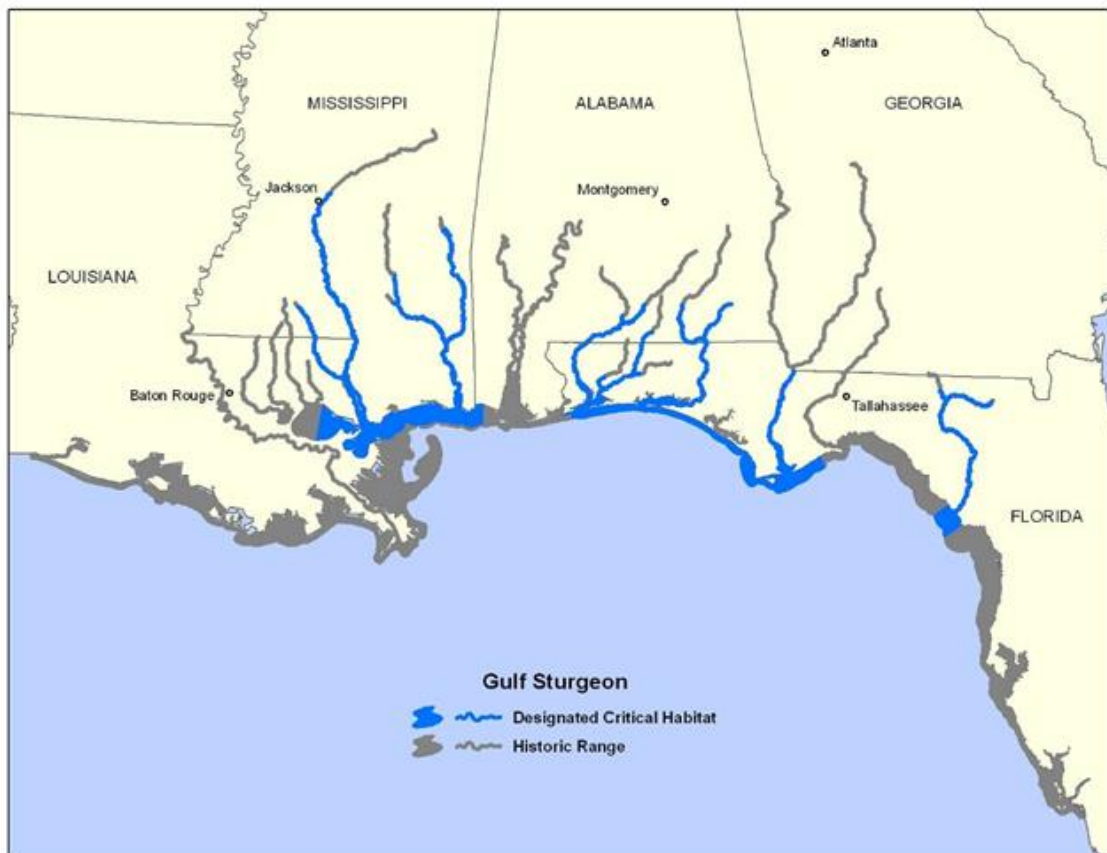 Atlanta
MISSISSIPPI
ALABAMA
GEORGIA
Jackson
Montgomery
LOUISIANA
Baton Rouge
Tallahassee
FLORIDA
Gulf Sturgeon
Designated Critical Habitat
Historic Range